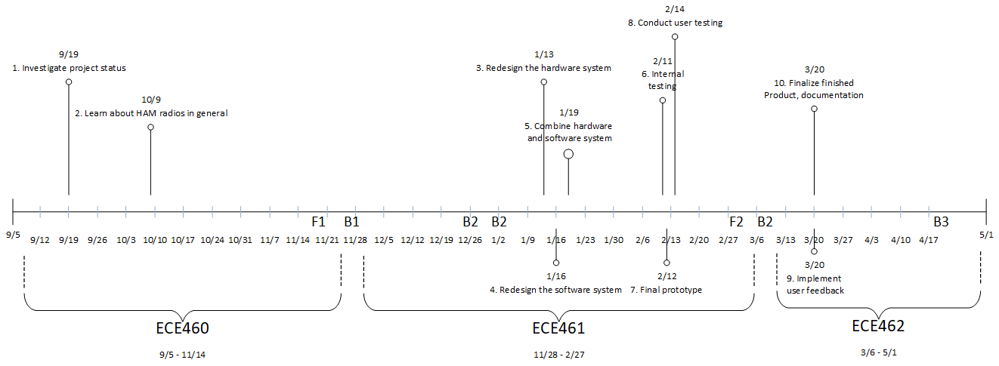 2/14
8. Conduct user testing
9/19
1. Investigate project status
1/13
3. Redesign the hardware system
2/11
6. Internal
testing
3/20
10. Finalize finished
Product, documentation
10/9
2. Learn about HAM radios in general
1/19
5. Combine hardware
and software system
F1 B1 B2 B2 F2 B2 B3
9/5 5/1
9/12 9/19 9/26 10/3 10/10 10/17 10/24 10/31 11/7 11/14 11/21 11/28 12/5 12/12 12/19 12/26 1/2 1/9 1/16 1/23 1/30 2/6 2/13 2/20 2/27 3/6 3/13 3/20 3/27 4/3 4/10 4/17
1/16
4. Redesign the software system
2/12
7. Final prototype
3/20
9. Implement
user feedback
ECE460
9/5 - 11/14
ECE461
11/28 - 2/27
ECE462
3/6 - 5/1